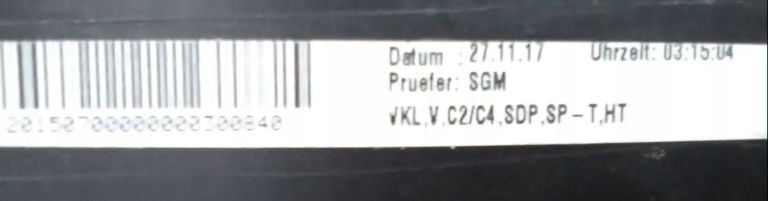 Datum : 27.11.17 Uhrzeit: 03:15:04
Pruefer: SGM
VKL,V,C2/C4,SDP,SP-T,HT
20150700000000300840